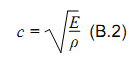 c = √(E/ρ) (B.2)